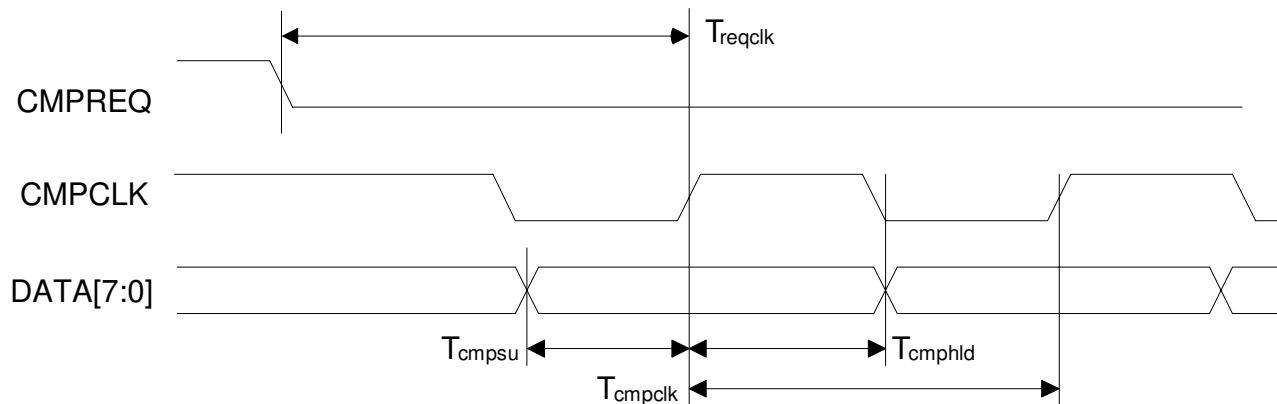 Treqclk
CMPREQ
CMPCLK
DATA[7:0]
Tcmpsu
Tcmphld
Tcmpclk